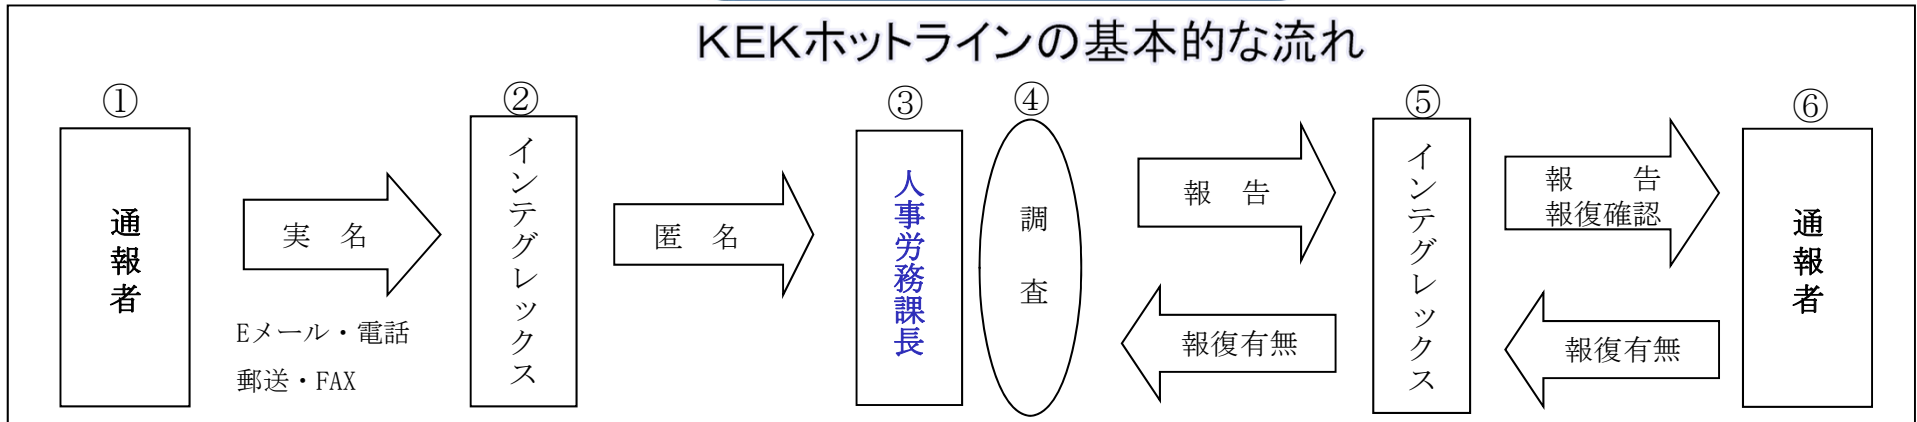 KEKホットラインの基本的な流れ
①
通報者
実　名
Eメール・電話
郵送・FAX
②
インテグレックス
匿　名
③
人事労務課長
④
調査
報　告
報復有無
⑤
インテグレックス
報　　告
報復確認
報復有無
⑥
通報者